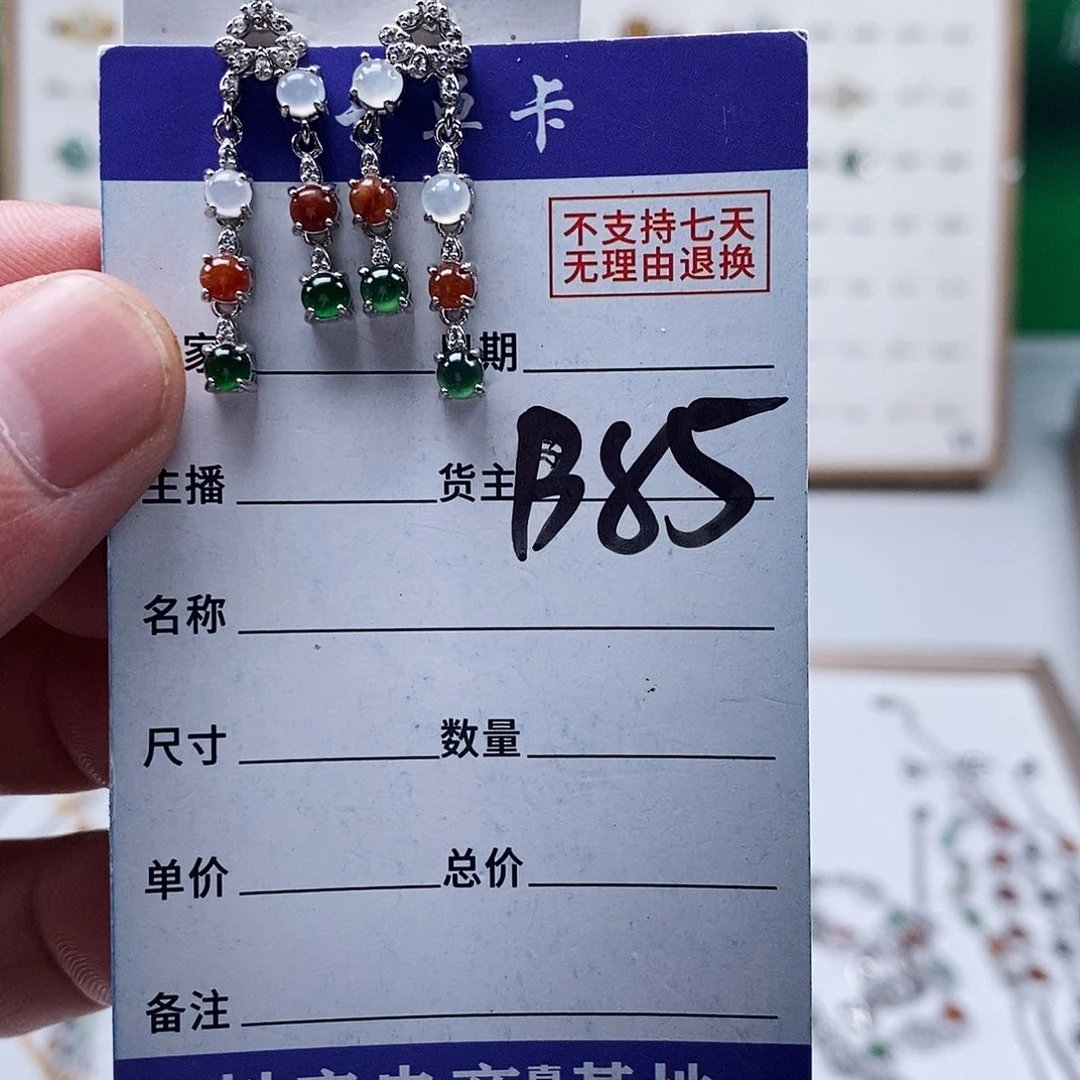 卡
不支持七天
无理由退换
家 期
主播 货主
B85
名称
尺寸 数量
单价 总价
备注